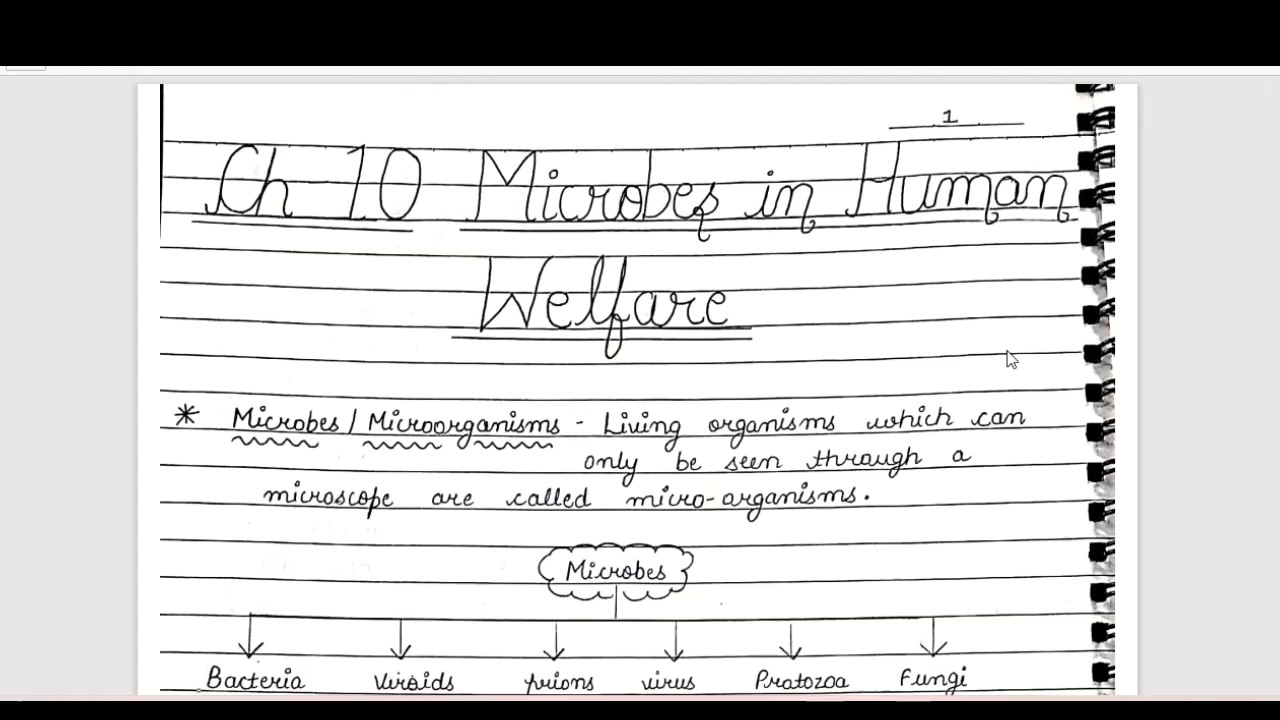 1
Ch 10 Microbes in Human
Welfare
* Microbes/Microorganisms - Living organisms which can
only be seen through a
microscope are called micro-organisms.
Microbes
Bacteria Viroids prions virus Protozoa Fungi